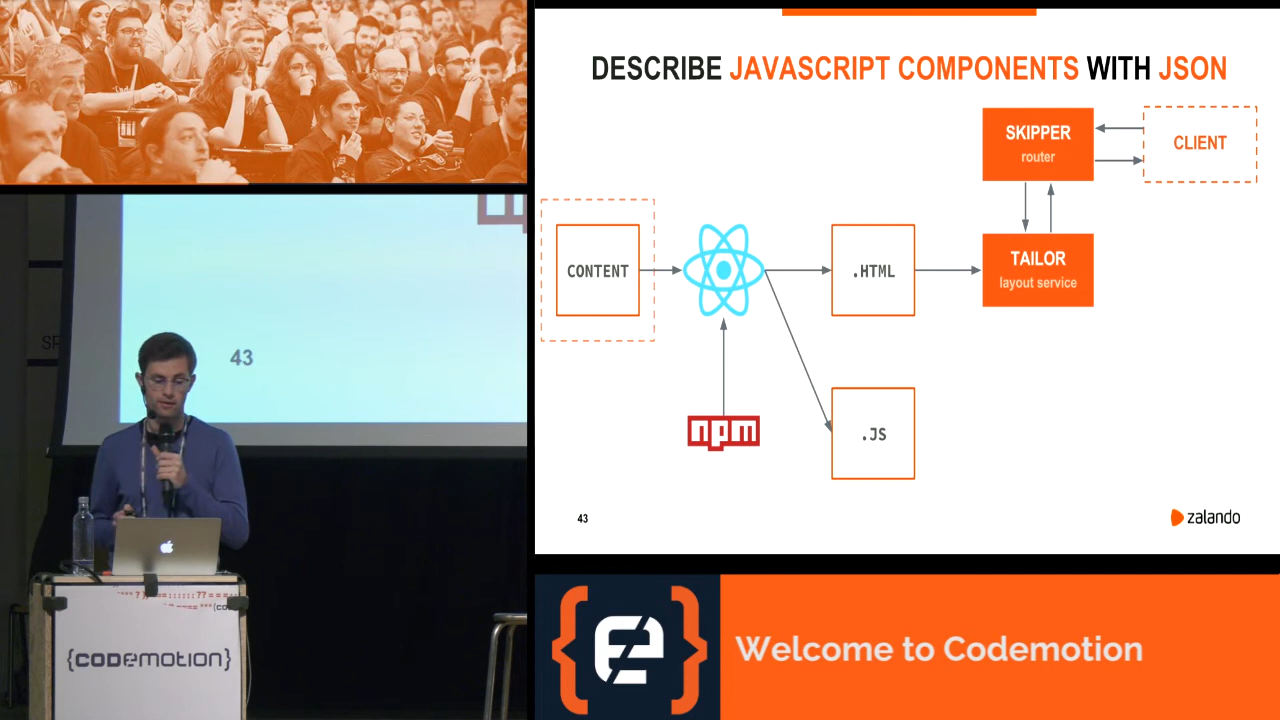 DESCRIBE JAVASCRIPT COMPONENTS WITH JSON
SKIPPER
router
CLIENT
CONTENT
.HTML
TAILOR
layout service
npm
.JS
43
zalando
43
{CODEMOTION}
Welcome to Codemotion